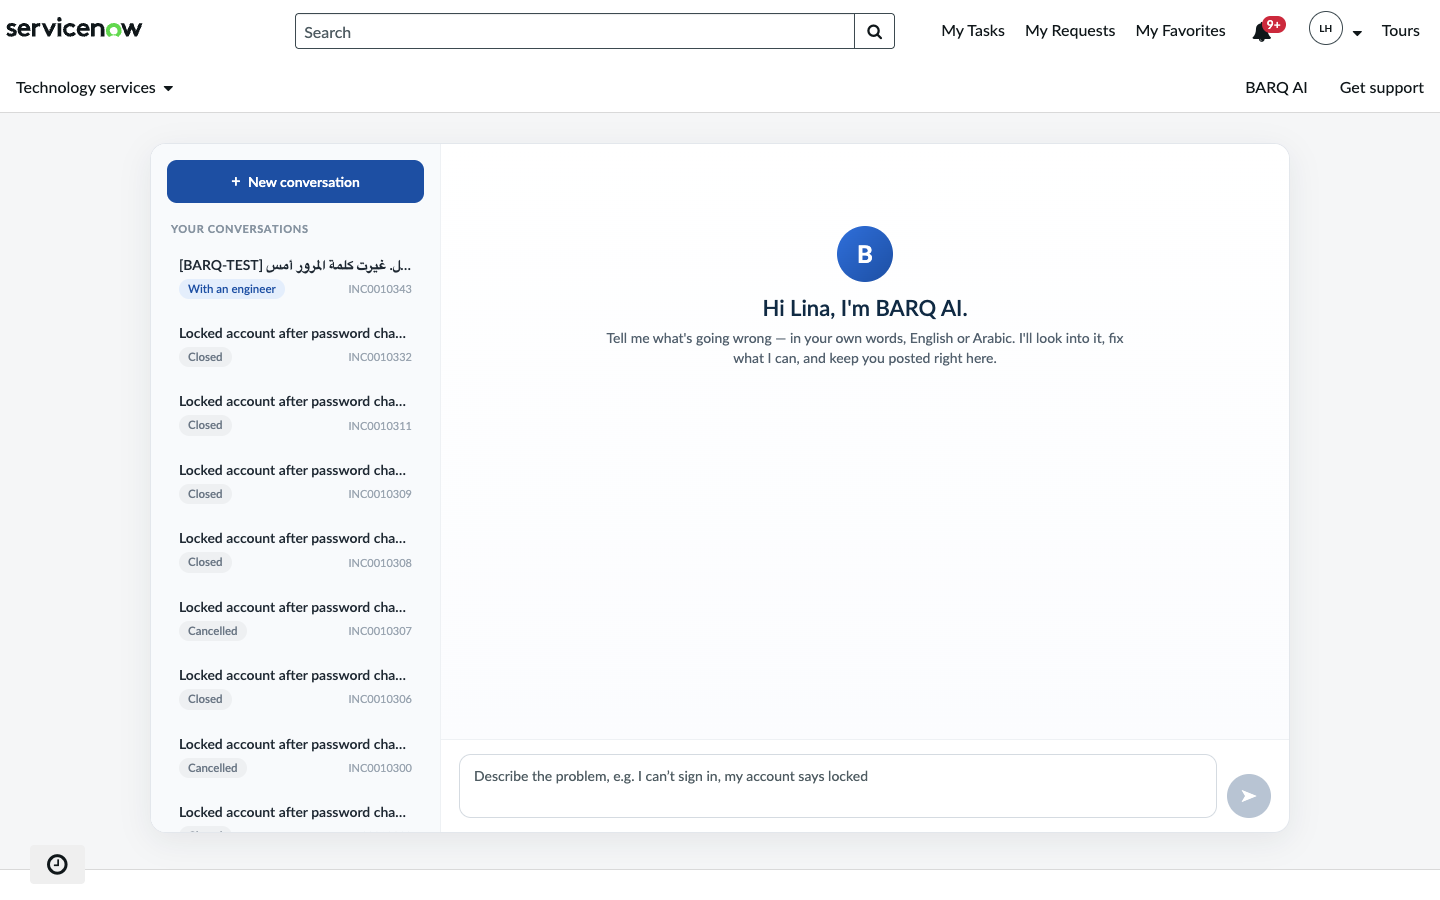 servicenow
Search
My Tasks
My Requests
My Favorites
9+
LH
Tours
Technology services
BARQ AI
Get support
+ New conversation
YOUR CONVERSATIONS
[BARQ-TEST] ...ل. غيرت كلمة المرور أمس
With an engineer
INC0010343
Locked account after password cha...
Closed
INC0010332
Locked account after password cha...
Closed
INC0010311
Locked account after password cha...
Closed
INC0010309
Locked account after password cha...
Closed
INC0010308
Locked account after password cha...
Cancelled
INC0010307
Locked account after password cha...
Closed
INC0010306
Locked account after password cha...
Cancelled
INC0010300
Locked account after password cha...
B
Hi Lina, I'm BARQ AI.
Tell me what's going wrong — in your own words, English or Arabic. I'll look into it, fix
what I can, and keep you posted right here.
Describe the problem, e.g. I can't sign in, my account says locked